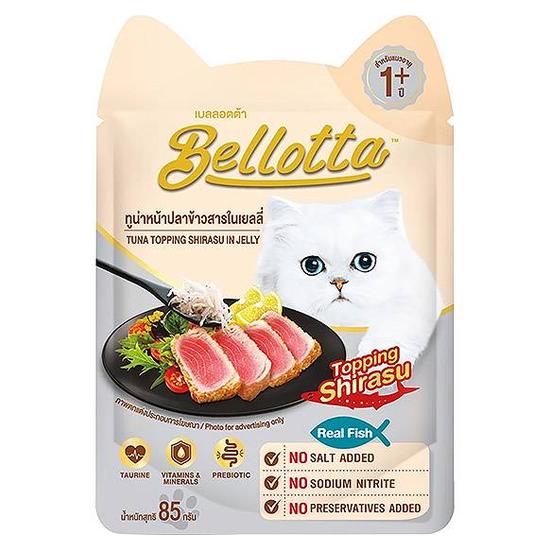 สำหรับแมวอายุ
1+
ปี
เบลลอตต้า
Bellotta™
ทูน่าหน้าปลาข้าวสารในเยลลี่
TUNA TOPPING SHIRASU IN JELLY
Topping
Shirasu
Real Fish
ภาพตกแต่งประกอบการโฆษณา / Photo for advertising only
TAURINE
VITAMINS &
MINERALS
PREBIOTIC
NO SALT ADDED
NO SODIUM NITRITE
NO PRESERVATIVES ADDED
น้ำหนักสุทธิ 85 กรัม